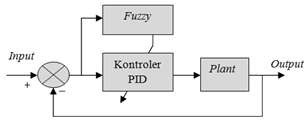 Fuzzy
Input
Kontroler
PID
Plant
Output
+
–